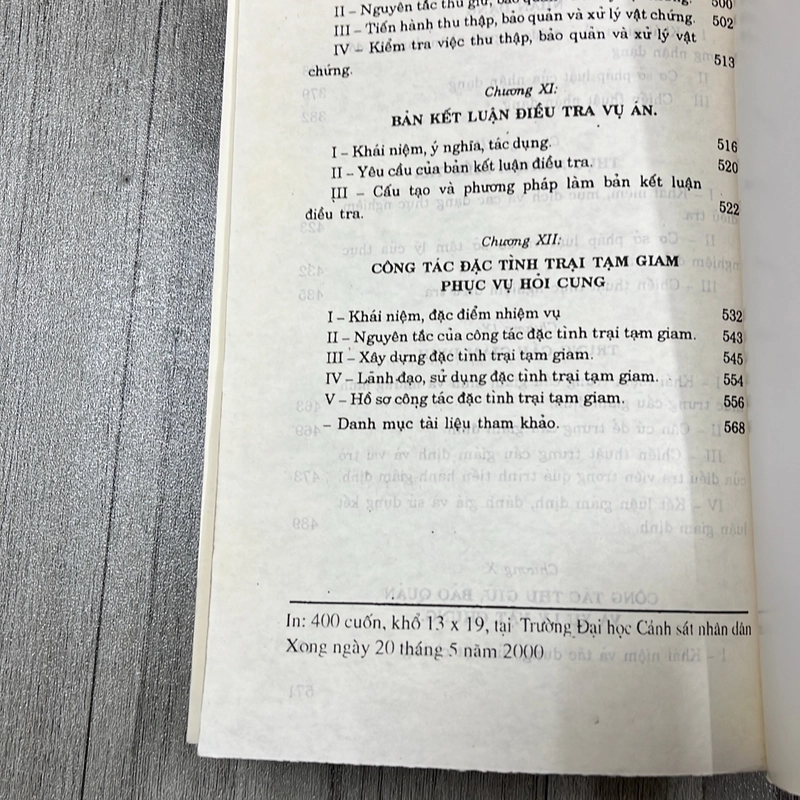 II – Nguyên tắc thu giữ, bảo quản 500
III – Tiến hành thu thập, bảo quản và xử lý vật chứng. 502
IV – Kiểm tra việc thu thập, bảo quản và xử lý vật
chứng. 513
Chương XI:
BẢN KẾT LUẬN ĐIỀU TRA VỤ ÁN.
I – Khái niệm, ý nghĩa, tác dụng. 516
II – Yêu cầu của bản kết luận điều tra. 520
III – Cấu tạo và phương pháp làm bản kết luận
điều tra. 522
Chương XII:
CÔNG TÁC ĐẶC TÌNH TRẠI TẠM GIAM
PHỤC VỤ HỎI CUNG
I – Khái niệm, đặc điểm nhiệm vụ 532
II – Nguyên tắc của công tác đặc tình trại tạm giam. 543
III – Xây dựng đặc tình trại tạm giam. 545
IV – Lãnh đạo, sử dụng đặc tình trại tạm giam. 554
V – Hồ sơ công tác đặc tình trại tạm giam. 556
– Danh mục tài liệu tham khảo. 568
In: 400 cuốn, khổ 13 x 19, tại Trường Đại học Cảnh sát nhân dân
Xong ngày 20 tháng 5 năm 2000